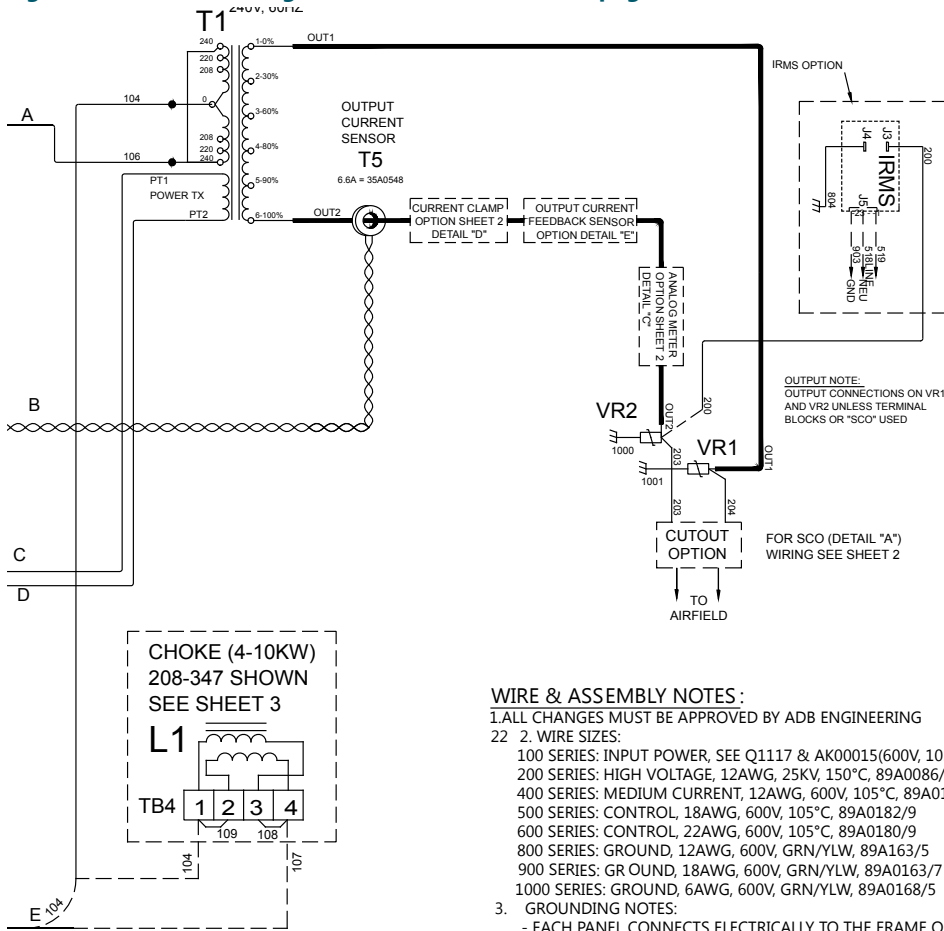 T1
240V, 60HZ
240
220
208
0
208
220
240
1-0%
2-30%
3-60%
4-80%
5-90%
6-100%
OUT1
104
A
106
PT1
POWER TX
PT2
OUT2
OUTPUT
CURRENT
SENSOR
T5
6.6A = 35A0548
CURRENT CLAMP
OPTION SHEET 2
DETAIL "D"
OUTPUT CURRENT
FEEDBACK SENSOR
OPTION DETAIL "E"
ANALOG METER
OPTION SHEET 2
DETAIL "C"
IRMS OPTION
J4
J3
IRMS
J5
200
804
903
518
519
LINE
NEU
GND
OUTPUT NOTE:
OUTPUT CONNECTIONS ON VR1
AND VR2 UNLESS TERMINAL
BLOCKS OR "SCO" USED
B
VR2
OUT2
200
1000
203
VR1
OUT1
1001
203
204
CUTOUT
OPTION
FOR SCO (DETAIL "A")
WIRING SEE SHEET 2
TO
AIRFIELD
C
D
CHOKE (4-10KW)
208-347 SHOWN
SEE SHEET 3
L1
TB4
1 2 3 4
109
108
104
107
E
104
WIRE & ASSEMBLY NOTES :
1.ALL CHANGES MUST BE APPROVED BY ADB ENGINEERING
22 2. WIRE SIZES:
100 SERIES: INPUT POWER, SEE Q1117 & AK00015(600V, 10
200 SERIES: HIGH VOLTAGE, 12AWG, 25KV, 150°C, 89A0086/
400 SERIES: MEDIUM CURRENT, 12AWG, 600V, 105°C, 89A01
500 SERIES: CONTROL, 18AWG, 600V, 105°C, 89A0182/9
600 SERIES: CONTROL, 22AWG, 600V, 105°C, 89A0180/9
800 SERIES: GROUND, 12AWG, 600V, GRN/YLW, 89A163/5
900 SERIES: GR OUND, 18AWG, 600V, GRN/YLW, 89A0163/7
1000 SERIES: GROUND, 6AWG, 600V, GRN/YLW, 89A0168/5
3. GROUNDING NOTES:
- EACH PANEL CONNECTS ELECTRICALLY TO THE FRAME O